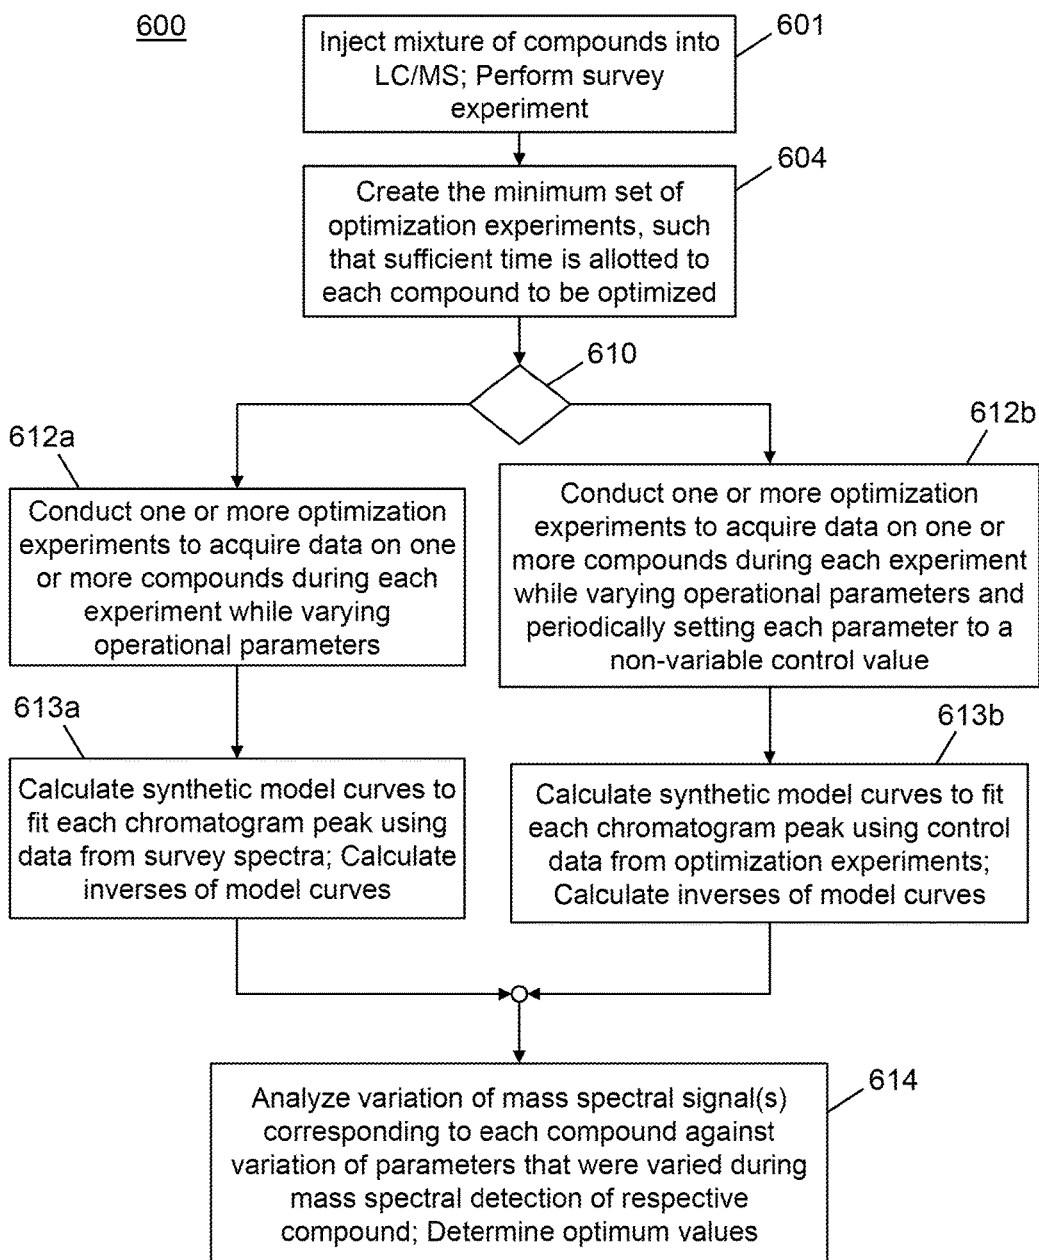 600
601
Inject mixture of compounds into
LC/MS; Perform survey
experiment
604
Create the minimum set of
optimization experiments, such
that sufficient time is allotted to
each compound to be optimized
610
612a
Conduct one or more optimization
experiments to acquire data on one
or more compounds during each
experiment while varying
operational parameters
612b
Conduct one or more optimization
experiments to acquire data on one or
more compounds during each experiment
while varying operational parameters and
periodically setting each parameter to a
non-variable control value
613a
Calculate synthetic model curves to
fit each chromatogram peak using
data from survey spectra; Calculate
inverses of model curves
613b
Calculate synthetic model curves to fit
each chromatogram peak using control
data from optimization experiments;
Calculate inverses of model curves
614
Analyze variation of mass spectral signal(s)
corresponding to each compound against
variation of parameters that were varied during
mass spectral detection of respective
compound; Determine optimum values